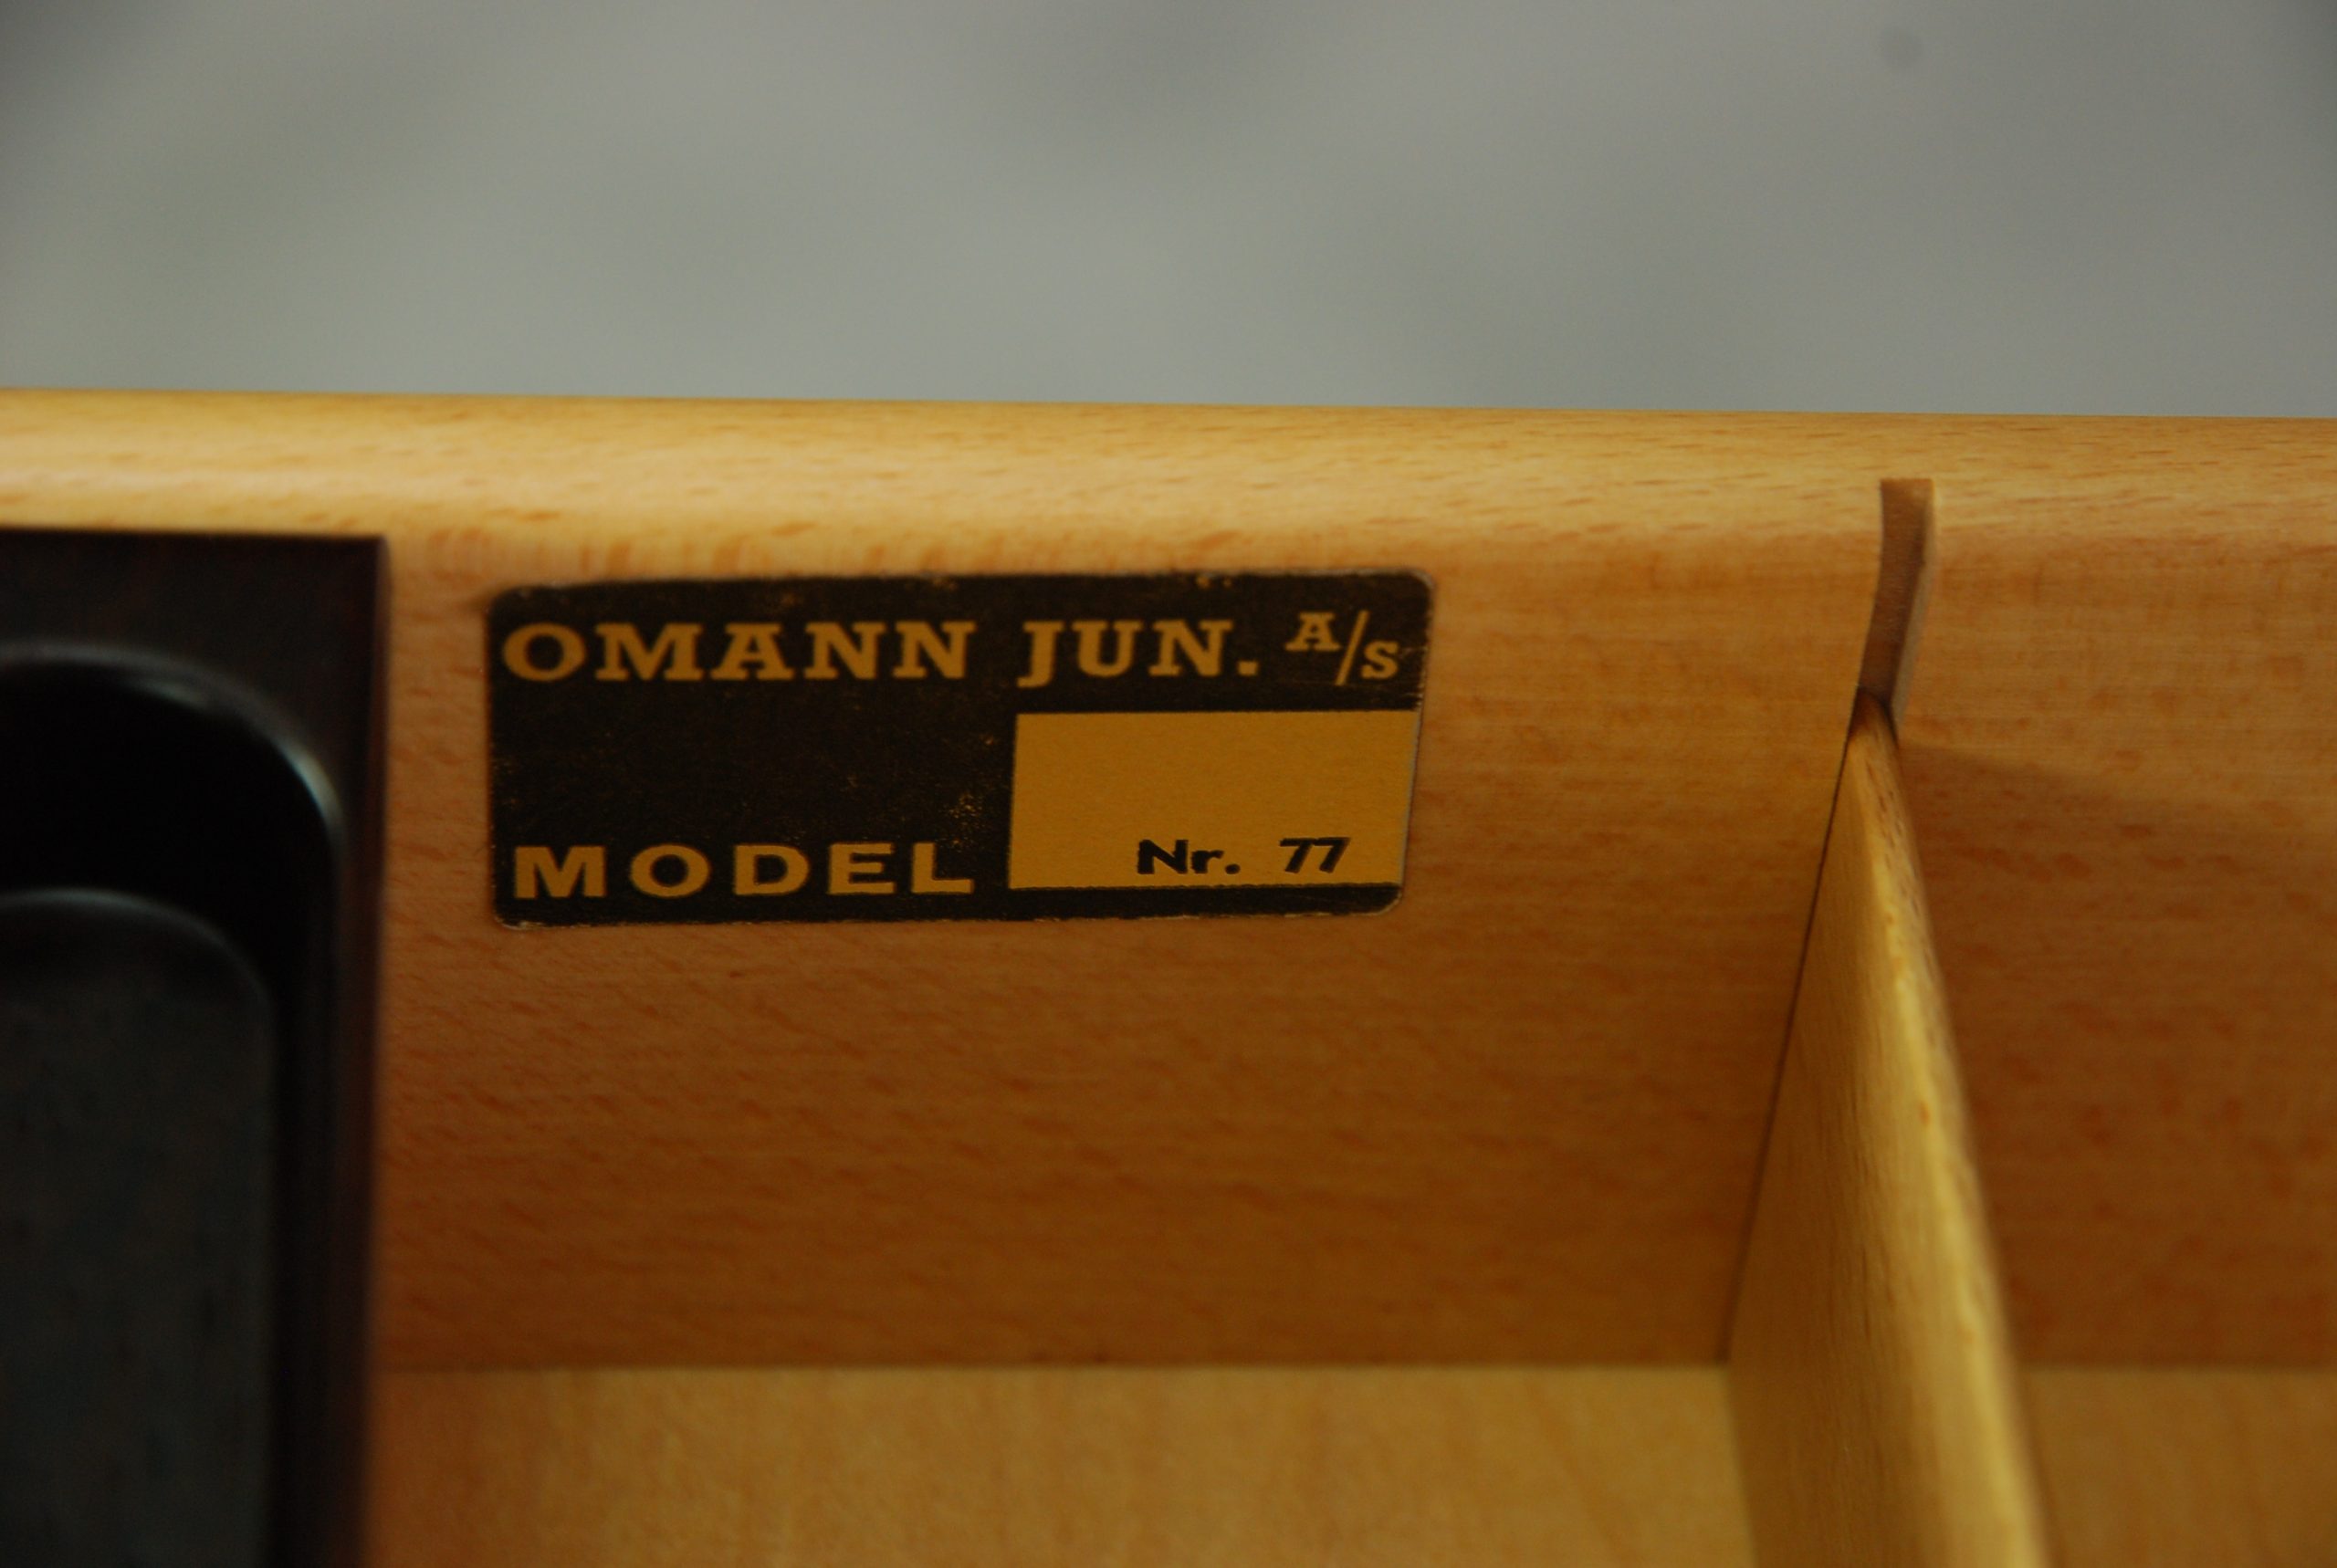 OMANN JUN. A/S
MODEL Nr. 77